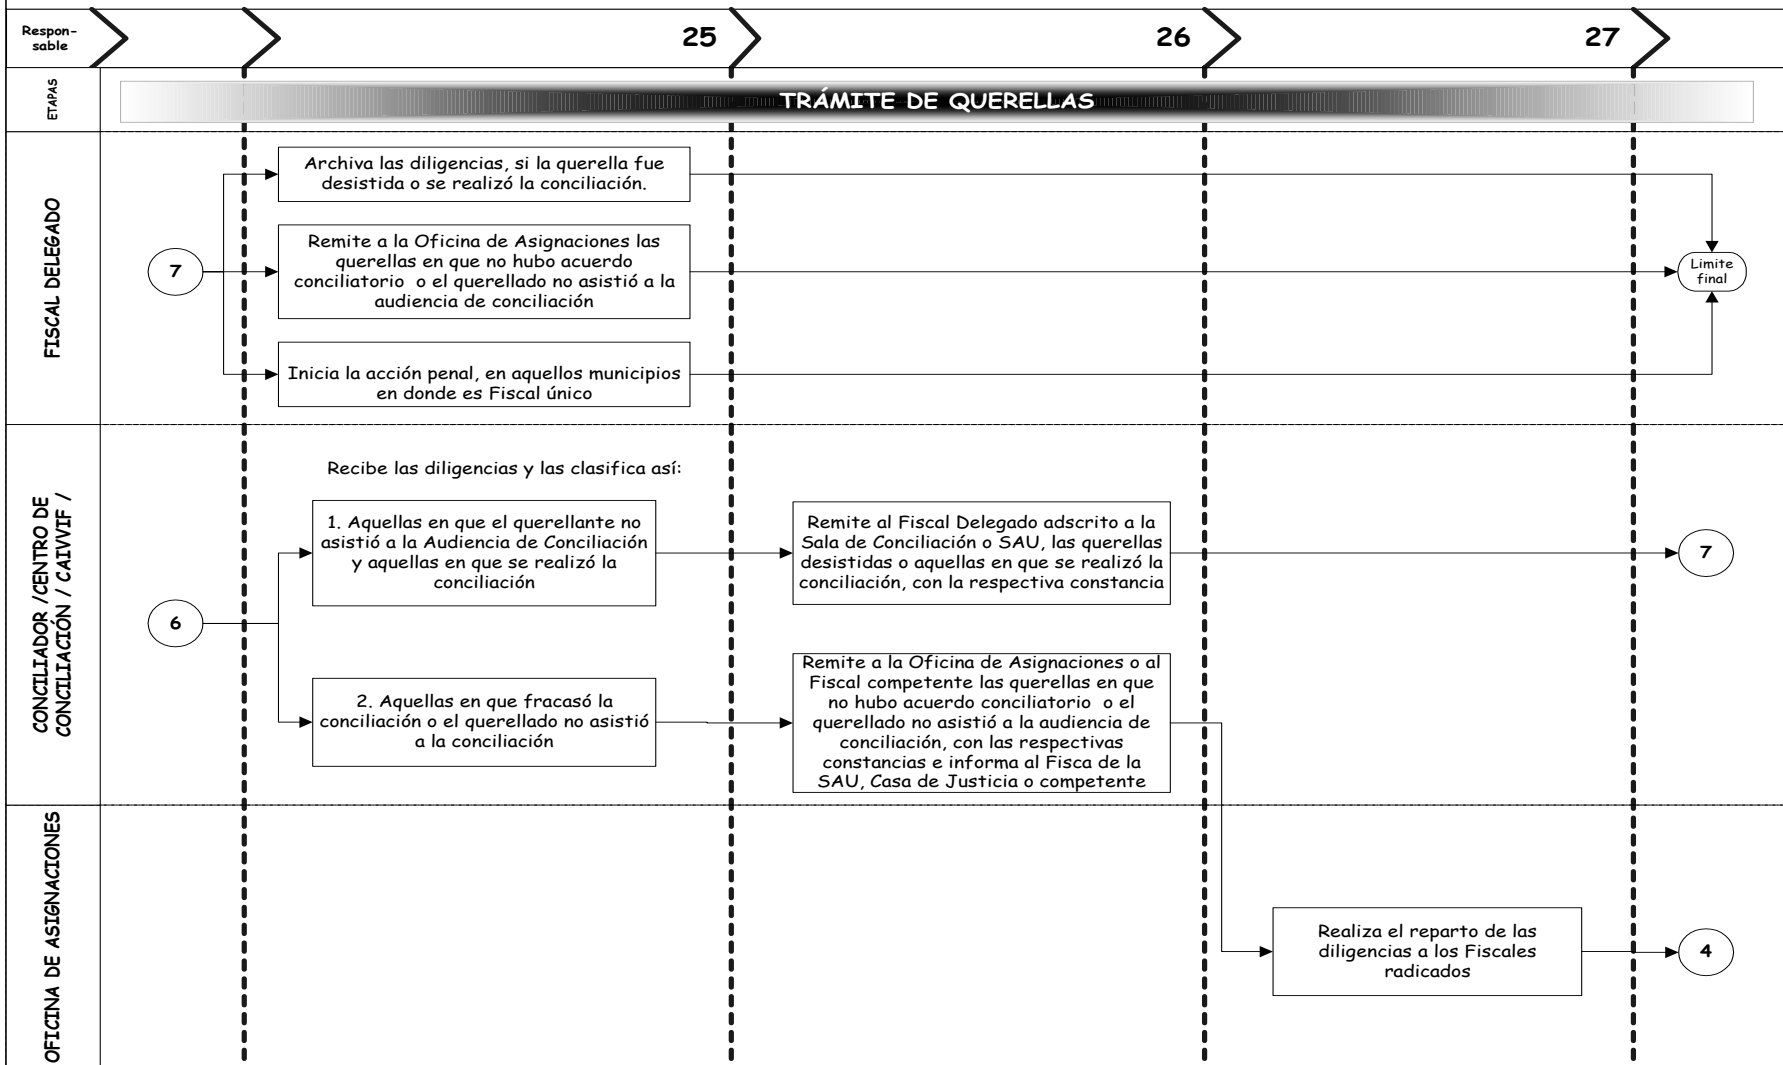 Respon-
sable
25
26
27
ETAPAS
TRÁMITE DE QUERELLAS
FISCAL DELEGADO
7
Archiva las diligencias, si la querella fue
desistida o se realizó la conciliación.
Remite a la Oficina de Asignaciones las
querellas en que no hubo acuerdo
conciliatorio o el querellado no asistió a la
audiencia de conciliación
Inicia la acción penal, en aquellos municipios
en donde es Fiscal único
Limite
final
CONCILIADOR /CENTRO DE
CONCILIACIÓN / CAIVVIF /
6
Recibe las diligencias y las clasifica así:
1. Aquellas en que el querellante no
asistió a la Audiencia de Conciliación
y aquellas en que se realizó la
conciliación
Remite al Fiscal Delegado adscrito a la
Sala de Conciliación o SAU, las querellas
desistidas o aquellas en que se realizó la
conciliación, con la respectiva constancia
7
2. Aquellas en que fracasó la
conciliación o el querellado no asistió
a la conciliación
Remite a la Oficina de Asignaciones o al
Fiscal competente las querellas en que
no hubo acuerdo conciliatorio o el
querellado no asistió a la audiencia de
conciliación, con las respectivas
constancias e informa al Fisca de la
SAU, Casa de Justicia o competente
OFICINA DE ASIGNACIONES
Realiza el reparto de las
diligencias a los Fiscales
radicados
4